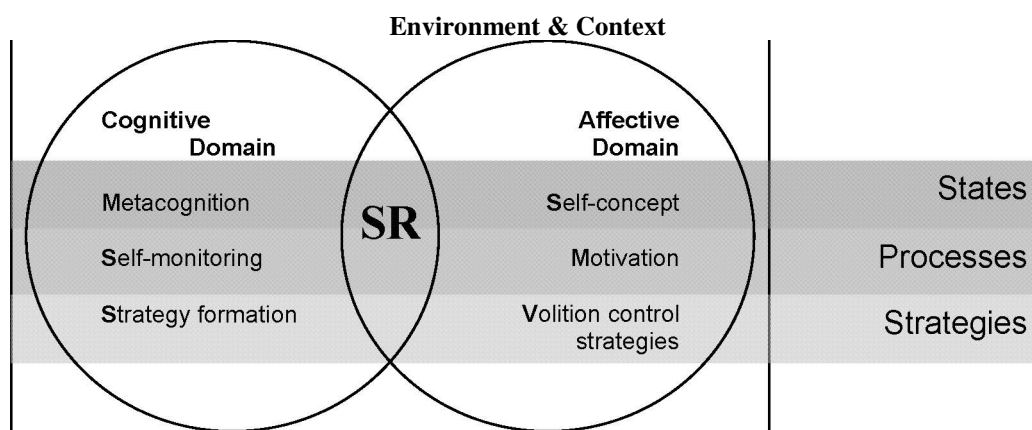 Environment & Context
Cognitive
Domain
Affective
Domain
Metacognition
SR
Self-concept
States
Self-monitoring
Motivation
Processes
Strategy formation
Volition control
strategies
Strategies